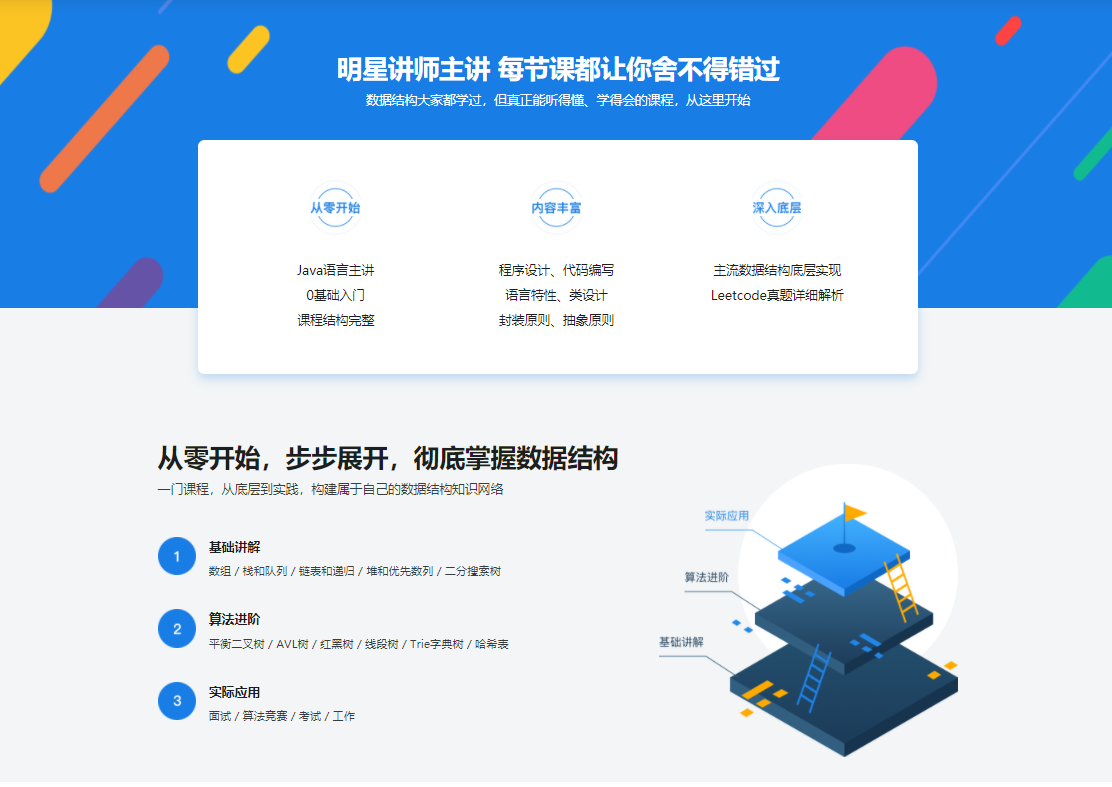 明星讲师主讲 每节课都让你舍不得错过
数据结构大家都学过，但真正能听得懂、学得会的课程，从这里开始
从零开始
Java语言主讲
0基础入门
课程结构完整
内容丰富
程序设计、代码编写
语言特性、类设计
封装原则、抽象原则
深入底层
主流数据结构底层实现
Leetcode真题详细解析
从零开始，步步展开，彻底掌握数据结构
一门课程，从底层到实践，构建属于自己的数据结构知识网络
1
基础讲解
数组 / 栈和队列 / 链表和递归 / 堆和优先数列 / 二分搜索树
2
算法进阶
平衡二叉树 / AVL树 / 红黑树 / 线段树 / Trie字典树 / 哈希表
3
实际应用
面试 / 算法竞赛 / 考试 / 工作
实际应用
算法进阶
基础讲解